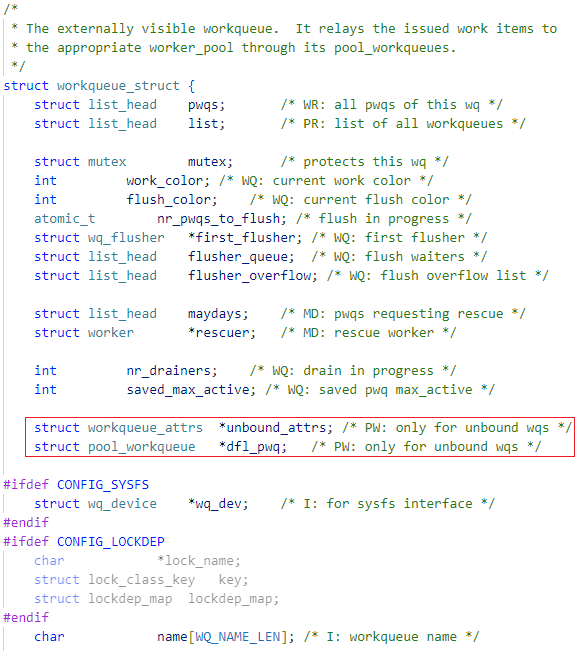 /*
 * The externally visible workqueue.  It relays the issued work items to
 * the appropriate worker_pool through its pool_workqueues.
 */
struct workqueue_struct {
    struct list_head    pwqs;       /* WR: all pwqs of this wq */
    struct list_head    list;       /* PR: list of all workqueues */

    struct mutex        mutex;      /* protects this wq */
    int         work_color; /* WQ: current work color */
    int         flush_color;    /* WQ: current flush color */
    atomic_t        nr_pwqs_to_flush; /* flush in progress */
    struct wq_flusher   *first_flusher; /* WQ: first flusher */
    struct list_head    flusher_queue;  /* WQ: flush waiters */
    struct list_head    flusher_overflow; /* WQ: flush overflow list */

    struct list_head    maydays;    /* MD: pwqs requesting rescue */
    struct worker       *rescuer;   /* MD: rescue worker */

    int         nr_drainers;    /* WQ: drain in progress */
    int         saved_max_active; /* WQ: saved pwq max_active */

    struct workqueue_attrs  *unbound_attrs; /* PW: only for unbound wqs */
    struct pool_workqueue   *dfl_pwq;   /* PW: only for unbound wqs */

#ifdef CONFIG_SYSFS
    struct wq_device    *wq_dev;    /* I: for sysfs interface */
#endif
#ifdef CONFIG_LOCKDEP
    char            *lock_name;
    struct lock_class_key   key;
    struct lockdep_map  lockdep_map;
#endif
    char            name[WQ_NAME_LEN]; /* I: workqueue name */